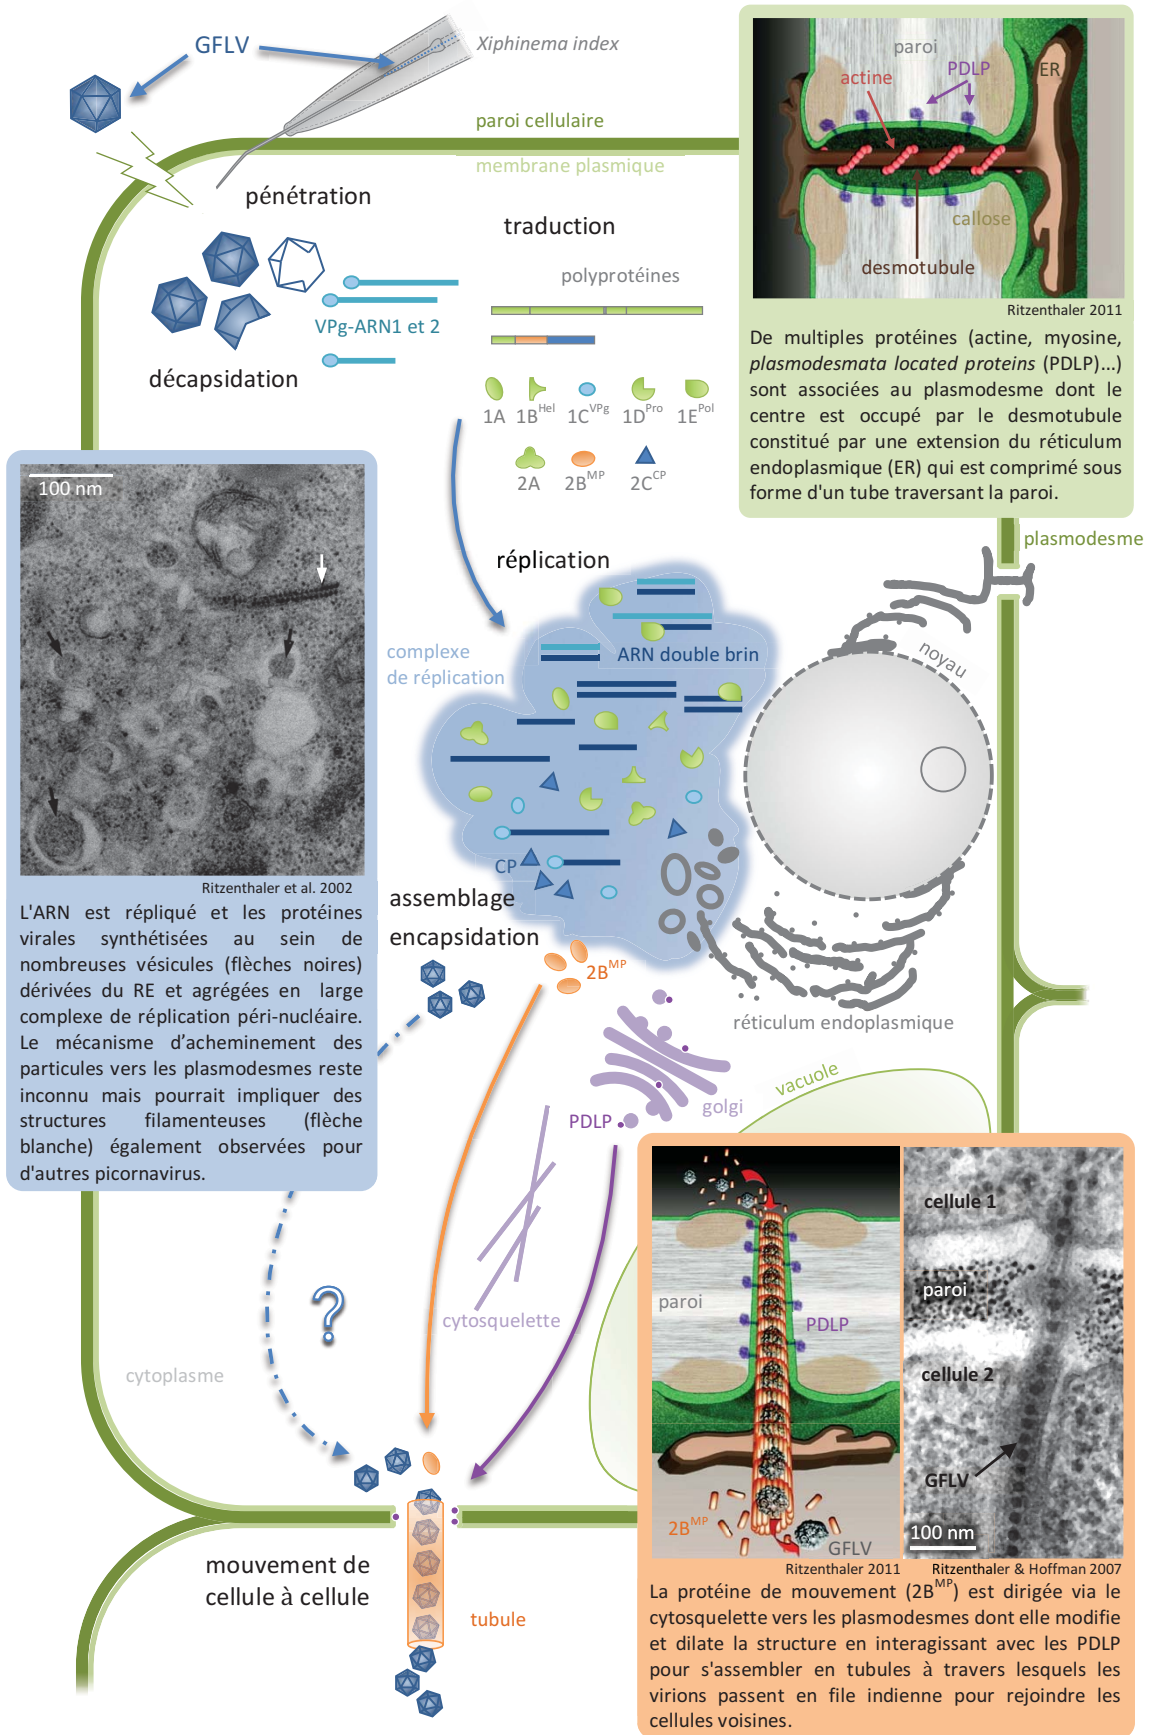 GFLV
Xiphinema index
paroi cellulaire
membrane plasmique
pénétration
traduction
polyprotéines
VPg-ARN1 et 2
décapsidation
1A 1B^Hel 1C^VPg 1D^Pro 1E^Pol
2A 2B^MP 2C^CP
paroi
ER
PDLP
actine
callose
desmotubule
Ritzenthaler 2011
De multiples protéines (actine, myosine,
plasmodesmata located proteins (PDLP)...)
sont associées au plasmodesme dont le
centre est occupé par le desmotubule
constitué par une extension du réticulum
endoplasmique (ER) qui est comprimé sous
forme d'un tube traversant la paroi.
plasmodesme
100 nm
Ritzenthaler et al. 2002
L'ARN est répliqué et les protéines
virales synthétisées au sein de
nombreuses vésicules (flèches noires)
dérivées du RE et agrégées en large
complexe de réplication péri-nucléaire.
Le mécanisme d'acheminement des
particules vers les plasmodesmes reste
inconnu mais pourrait impliquer des
structures filamenteuses (flèche
blanche) également observées pour
d'autres picornavirus.
réplication
complexe
de réplication
ARN double brin
noyau
CP
assemblage
encapsidation
2B^MP
réticulum endoplasmique
vacuole
golgi
PDLP
cytosquelette
?
cytoplasme
mouvement de
cellule à cellule
tubule
paroi
PDLP
2B^MP
GFLV
Ritzenthaler 2011
cellule 1
paroi
cellule 2
GFLV
100 nm
Ritzenthaler & Hoffman 2007
La protéine de mouvement (2B^MP) est dirigée via le
cytosquelette vers les plasmodesmes dont elle modifie
et dilate la structure en interagissant avec les PDLP
pour s'assembler en tubules à travers lesquels les
virions passent en file indienne pour rejoindre les
cellules voisines.